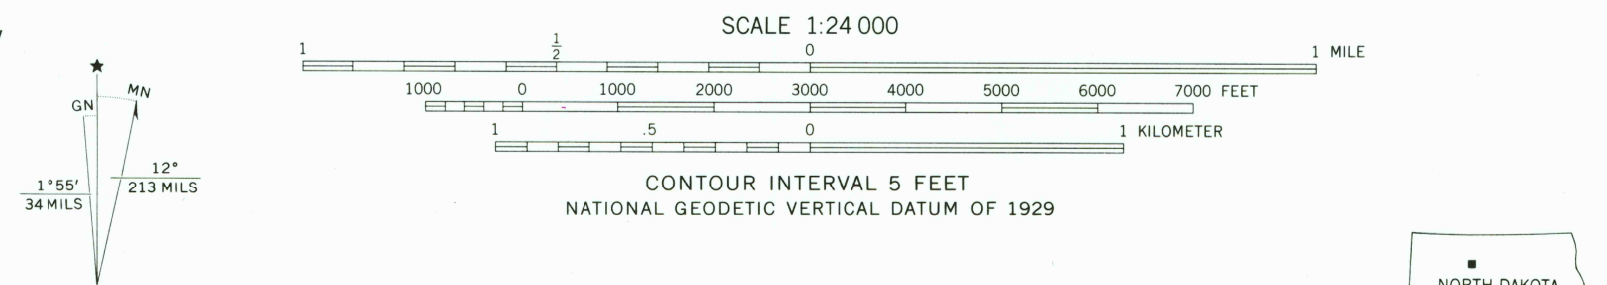 SCALE 1:24 000
1 ½ 0 1 MILE
1000 0 1000 2000 3000 4000 5000 6000 7000 FEET
1 .5 0 1 KILOMETER
CONTOUR INTERVAL 5 FEET
NATIONAL GEODETIC VERTICAL DATUM OF 1929
★
GN
MN
1°55′
34 MILS
12°
213 MILS
NORTH DAKOTA